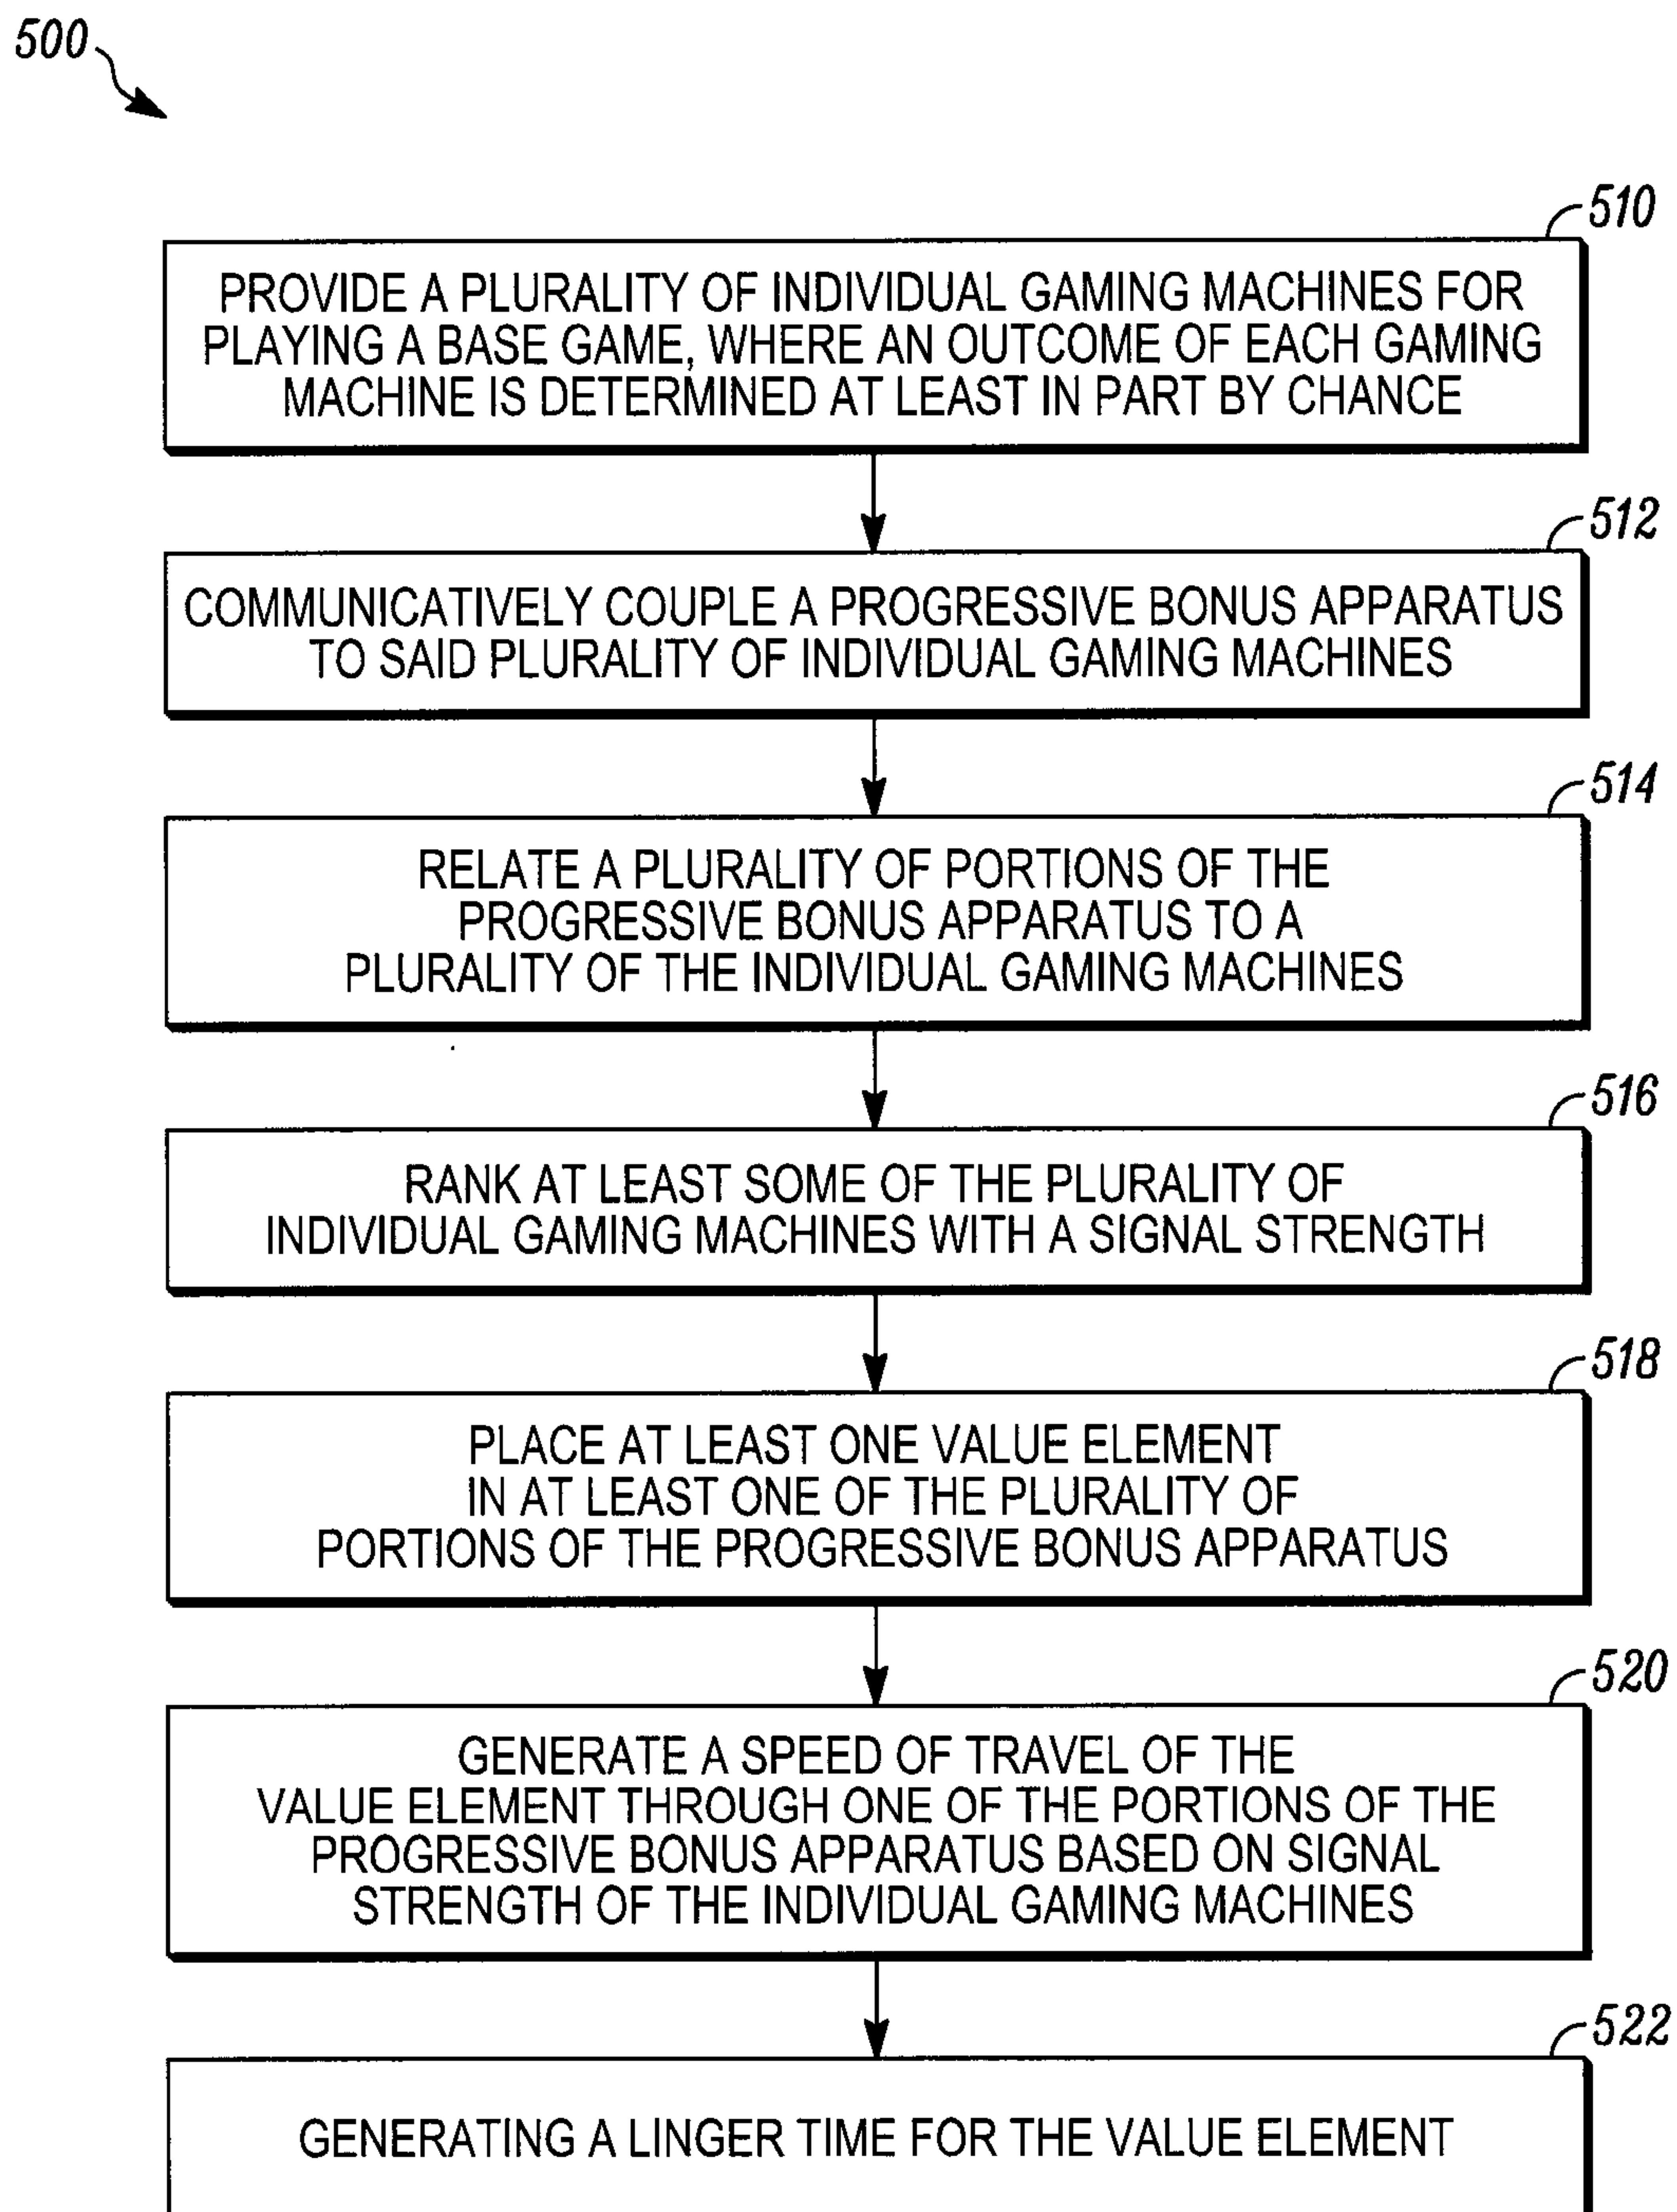 500
510
PROVIDE A PLURALITY OF INDIVIDUAL GAMING MACHINES FOR
PLAYING A BASE GAME, WHERE AN OUTCOME OF EACH GAMING
MACHINE IS DETERMINED AT LEAST IN PART BY CHANCE
512
COMMUNICATIVELY COUPLE A PROGRESSIVE BONUS APPARATUS
TO SAID PLURALITY OF INDIVIDUAL GAMING MACHINES
514
RELATE A PLURALITY OF PORTIONS OF THE
PROGRESSIVE BONUS APPARATUS TO A
PLURALITY OF THE INDIVIDUAL GAMING MACHINES
516
RANK AT LEAST SOME OF THE PLURALITY OF
INDIVIDUAL GAMING MACHINES WITH A SIGNAL STRENGTH
518
PLACE AT LEAST ONE VALUE ELEMENT
IN AT LEAST ONE OF THE PLURALITY OF
PORTIONS OF THE PROGRESSIVE BONUS APPARATUS
520
GENERATE A SPEED OF TRAVEL OF THE
VALUE ELEMENT THROUGH ONE OF THE PORTIONS OF THE
PROGRESSIVE BONUS APPARATUS BASED ON SIGNAL
STRENGTH OF THE INDIVIDUAL GAMING MACHINES
522
GENERATING A LINGER TIME FOR THE VALUE ELEMENT